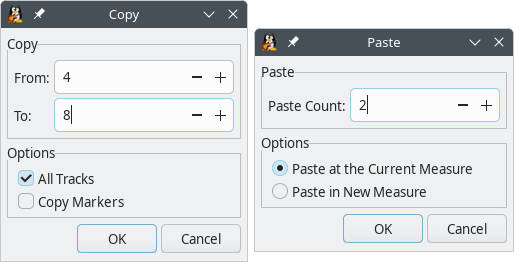 Copy
Copy
From: 4
To: 8
Options
All Tracks
Copy Markers
OK Cancel
Paste
Paste
Paste Count: 2
Options
Paste at the Current Measure
Paste in New Measure
OK Cancel